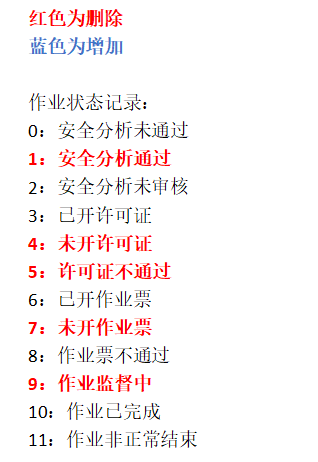 红色为删除
蓝色为增加
作业状态记录：
0：安全分析未通过
1：安全分析通过
2：安全分析未审核
3：已开许可证
4：未开许可证
5：许可证不通过
6：已开作业票
7：未开作业票
8：作业票不通过
9：作业监督中
10：作业已完成
11：作业非正常结束